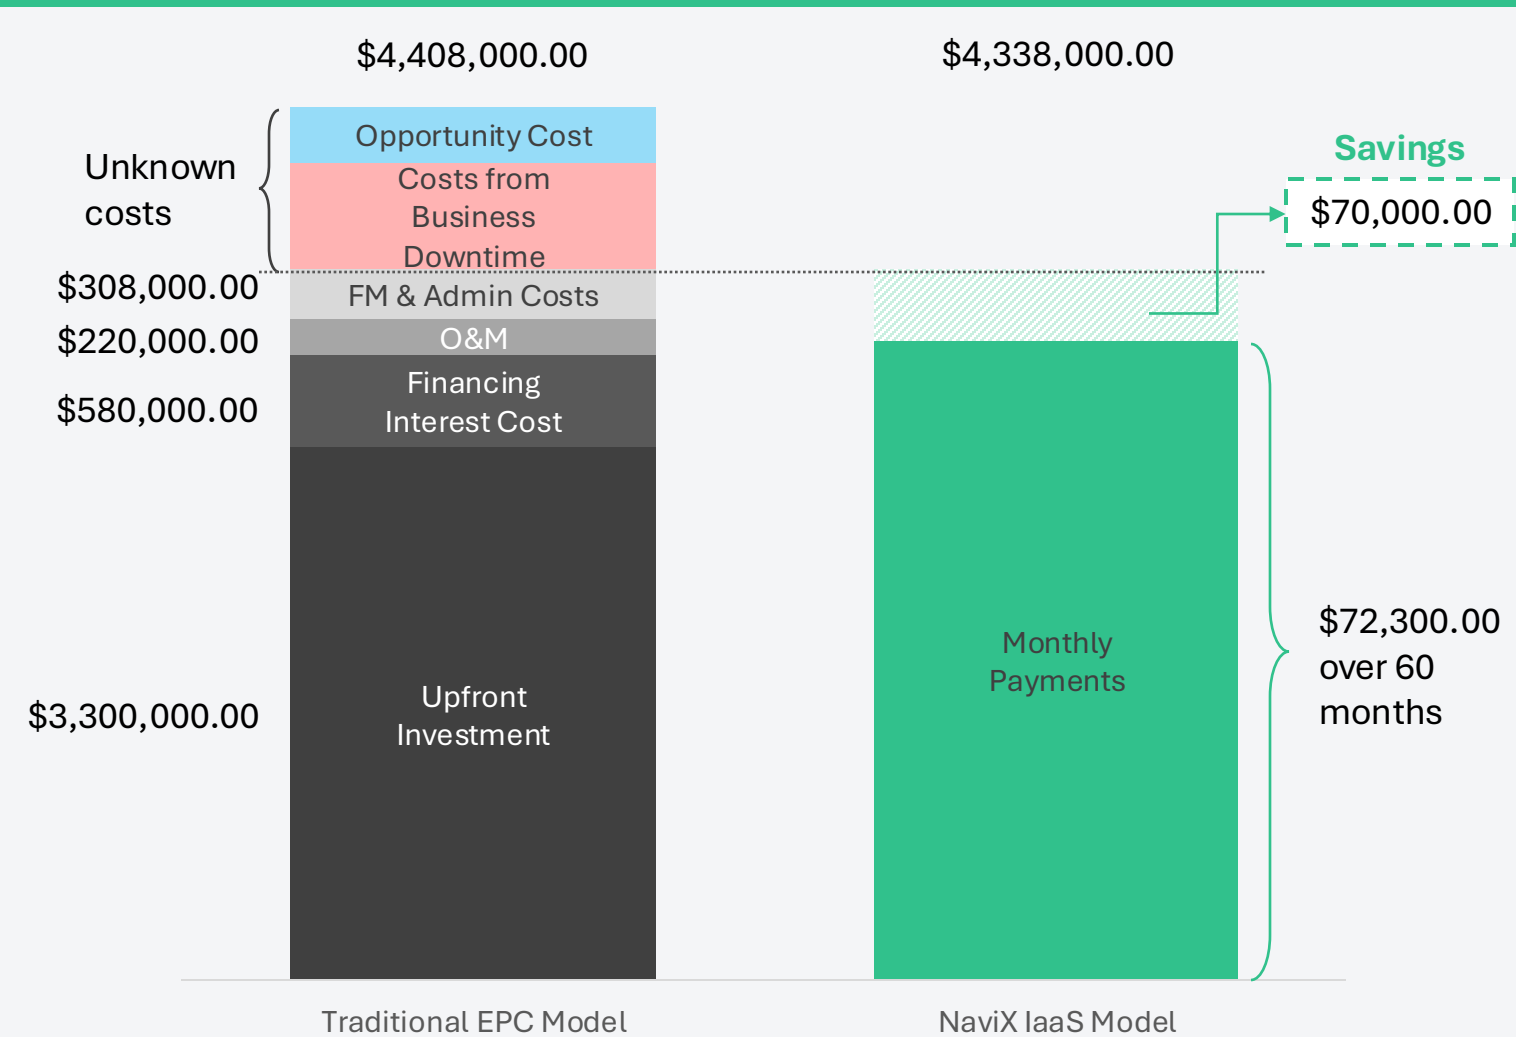 $4,408,000.00
$4,338,000.00
Opportunity Cost
Unknown
costs
Costs from
Business
Downtime
Savings
$70,000.00
$308,000.00
FM & Admin Costs
$220,000.00
O&M
$580,000.00
Financing
Interest Cost
$3,300,000.00
Upfront
Investment
Monthly
Payments
$72,300.00
over 60
months
Traditional EPC Model
NaviX IaaS Model